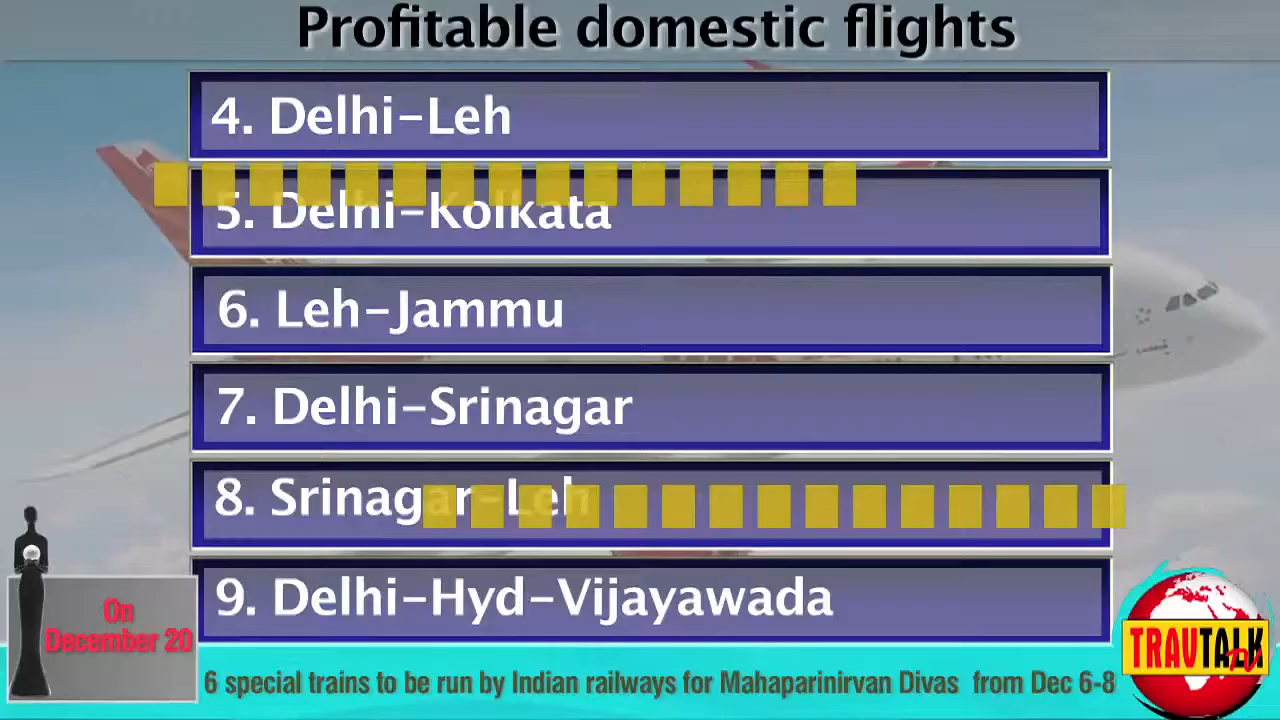 Profitable domestic flights
4. Delhi-Leh
5. Delhi-Kolkata
6. Leh-Jammu
7. Delhi-Srinagar
8. Srinagar-Leh
9. Delhi-Hyd-Vijayawada
On
December 20
TRAVTALK
TV
6 special trains to be run by Indian railways for Mahaparinirvan Divas from Dec 6-8